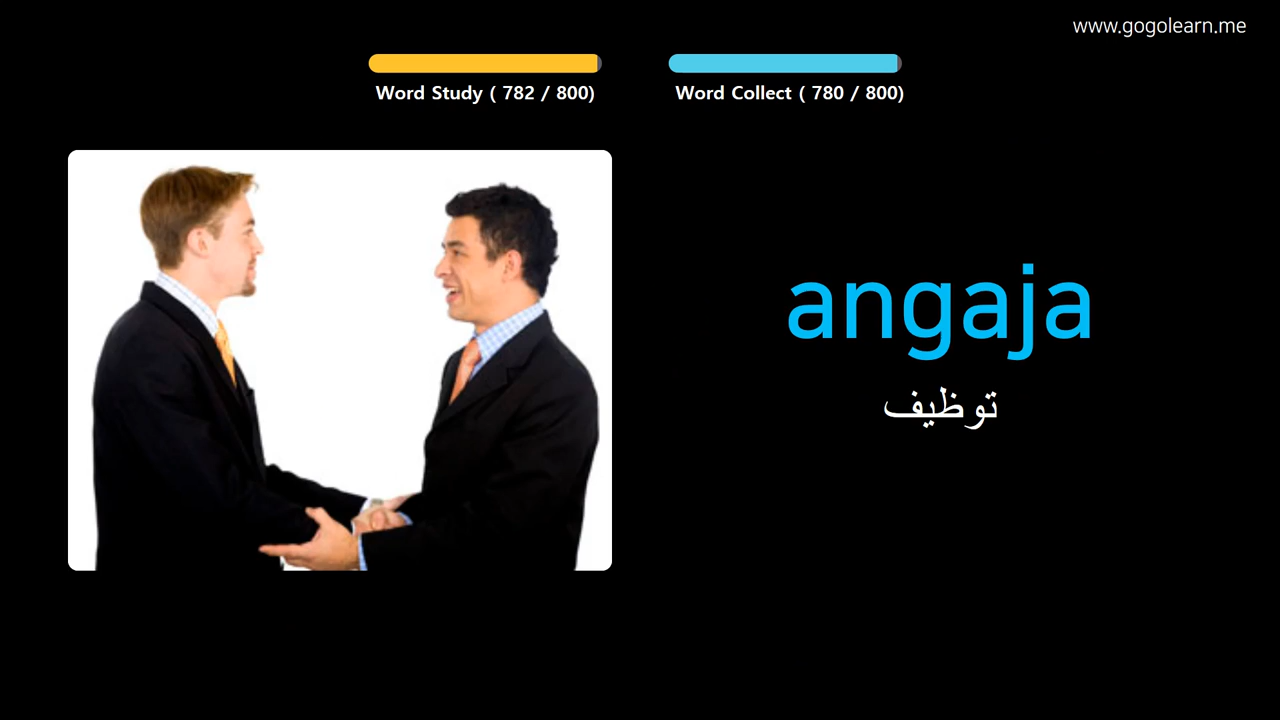 www.gogolearn.me
Word Study ( 782 / 800)
Word Collect ( 780 / 800)
angaja
توظيف